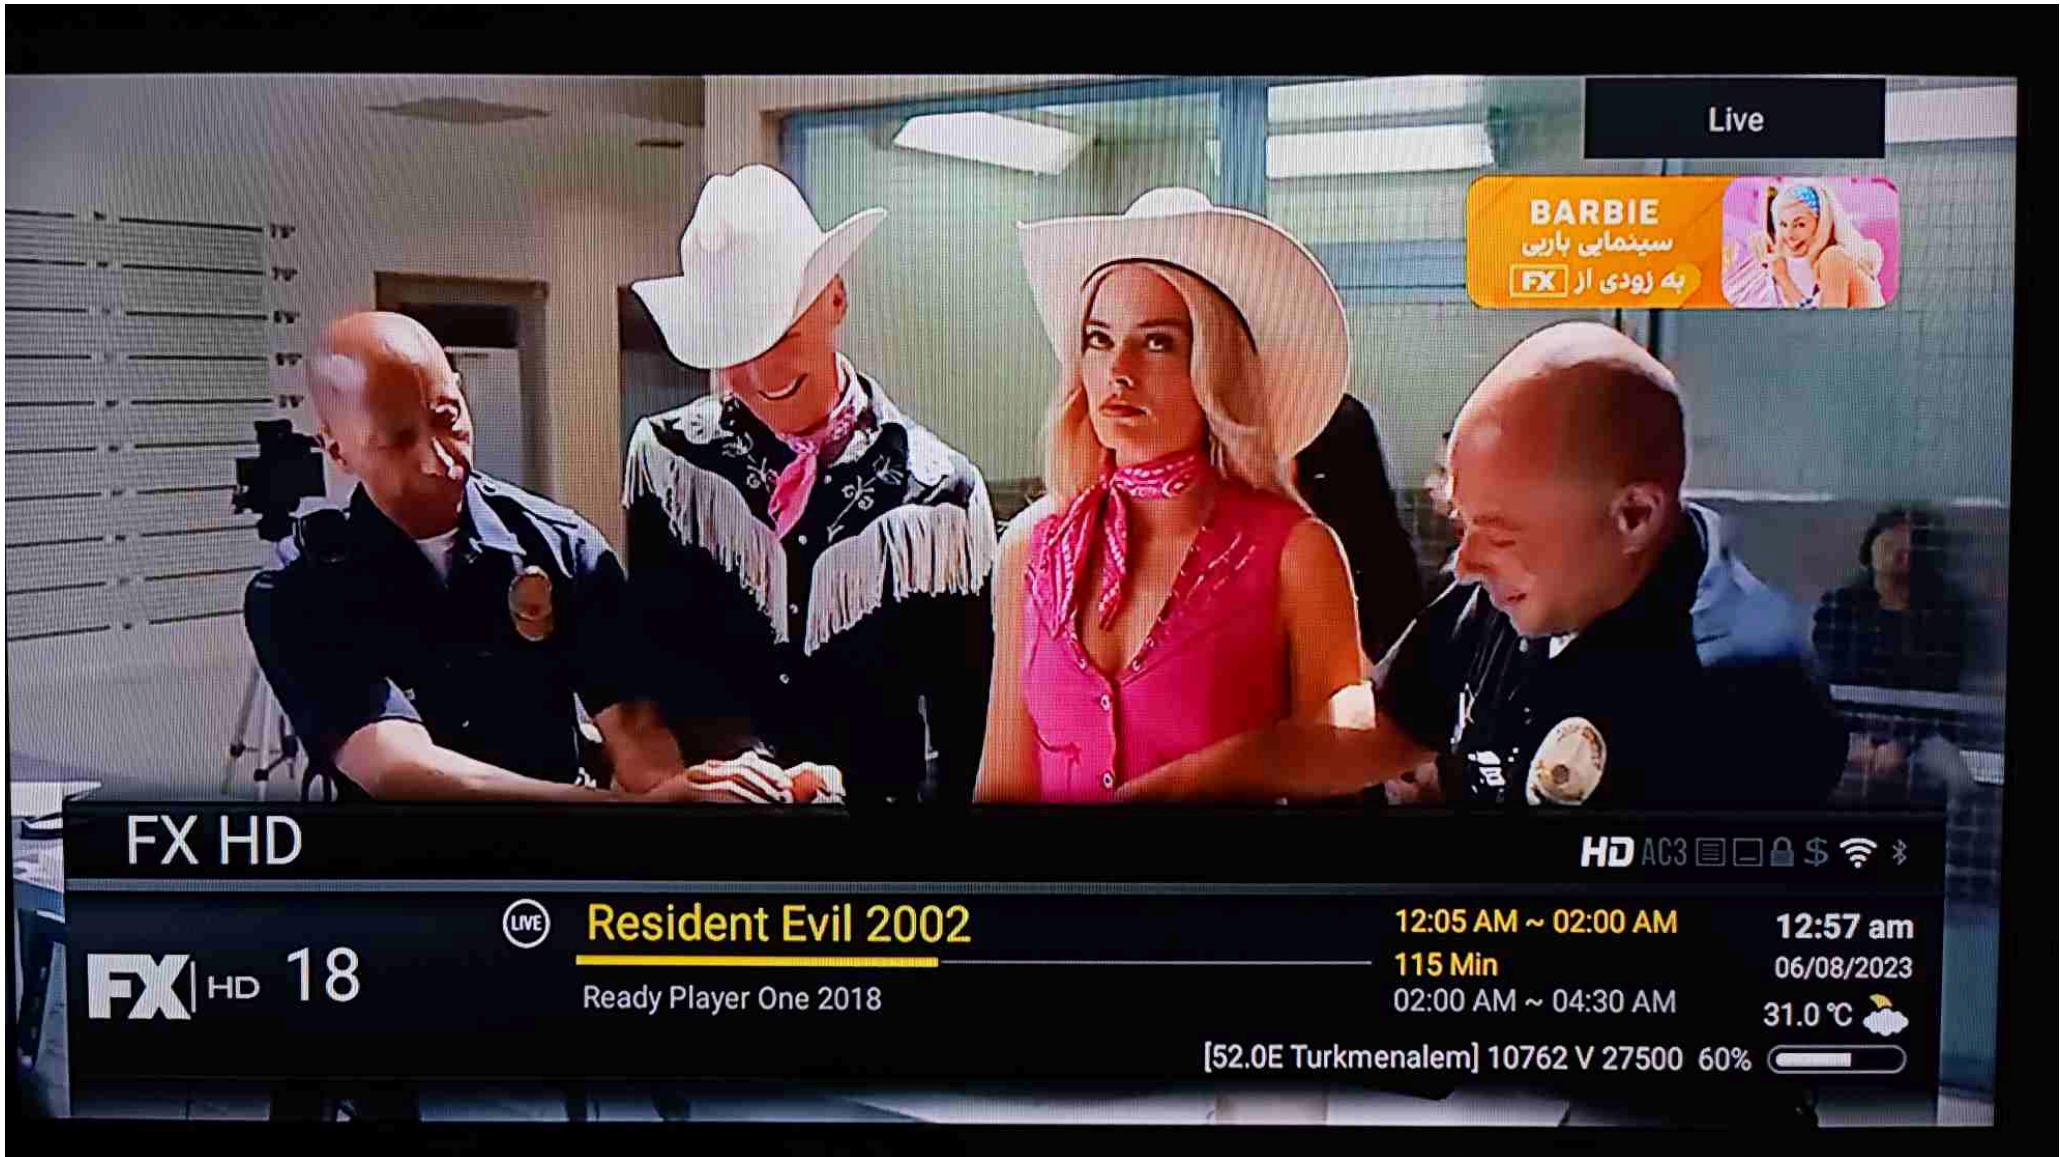 Live
BARBIE
سینمایی باربی
به زودی از FX
FX HD
HD AC3 $
LIVE Resident Evil 2002 12:05 AM ~ 02:00 AM 12:57 am
115 Min 06/08/2023
FX HD 18
Ready Player One 2018 02:00 AM ~ 04:30 AM 31.0 °C
[52.0E Turkmenalem] 10762 V 27500 60%